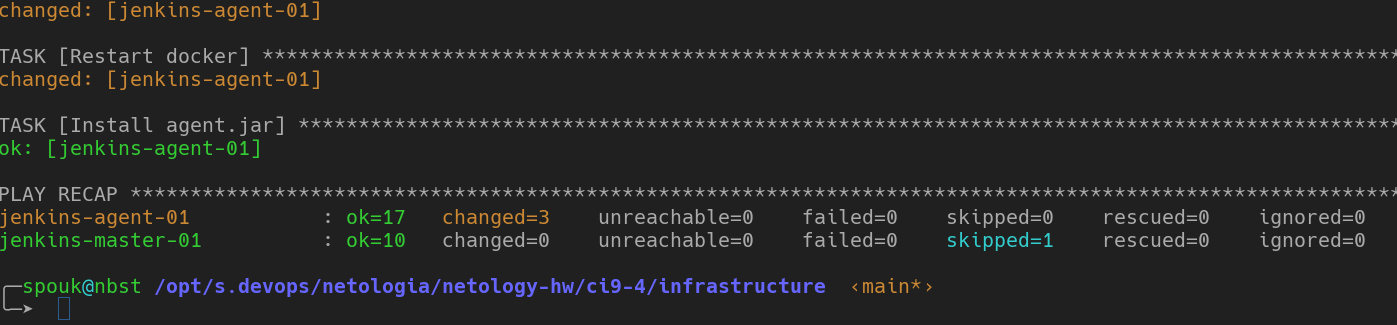 changed: [jenkins-agent-01]
TASK [Restart docker] ***********************************************************************************************
changed: [jenkins-agent-01]
TASK [Install agent.jar] ********************************************************************************************
ok: [jenkins-agent-01]
PLAY RECAP **********************************************************************************************************
jenkins-agent-01 : ok=17 changed=3 unreachable=0 failed=0 skipped=0 rescued=0 ignored=0
jenkins-master-01 : ok=10 changed=0 unreachable=0 failed=0 skipped=1 rescued=0 ignored=0
╭─spouk@nbst /opt/s.devops/netologia/netology-hw/ci9-4/infrastructure ‹main*›
╰─➤